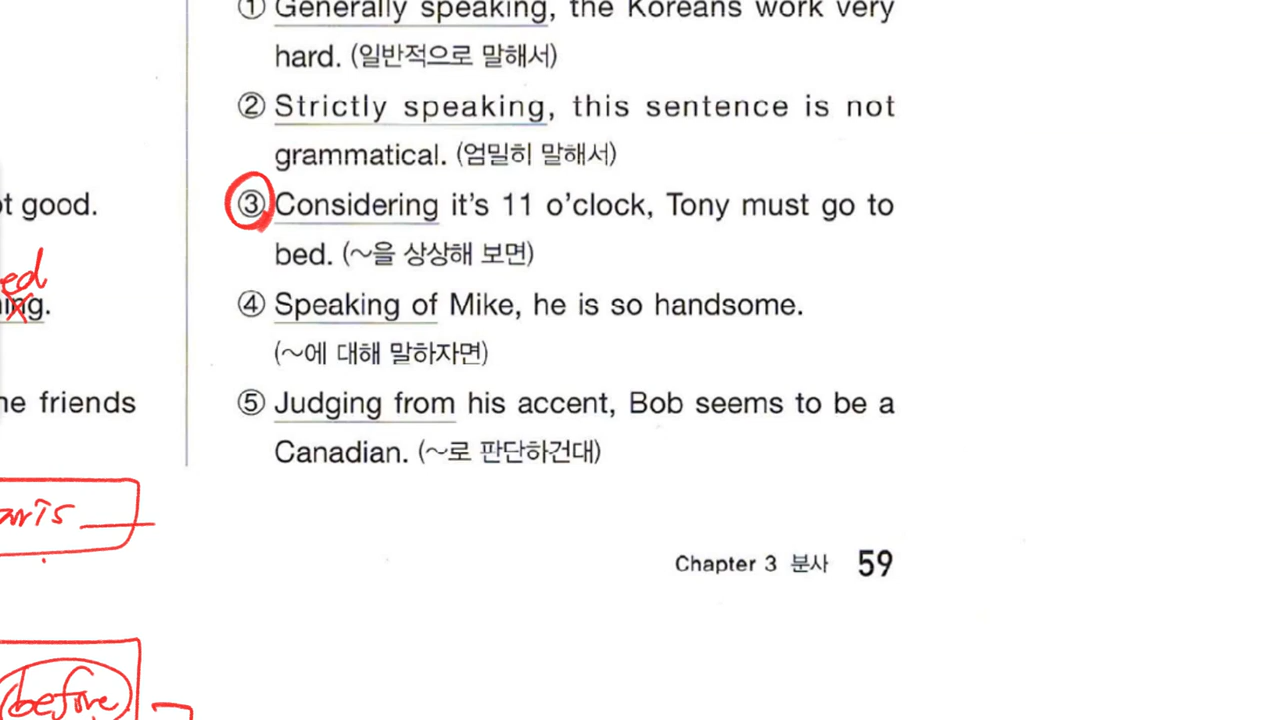 ① Generally speaking, the Koreans work very
hard. (일반적으로 말해서)
② Strictly speaking, this sentence is not
grammatical. (엄밀히 말해서)
good.
③ Considering it's 11 o'clock, Tony must go to
bed. (~을 상상해 보면)
ed
④ Speaking of Mike, he is so handsome.
(~에 대해 말하자면)
friends
⑤ Judging from his accent, Bob seems to be a
Canadian. (~로 판단하건대)
Chapter 3 분사 59
before